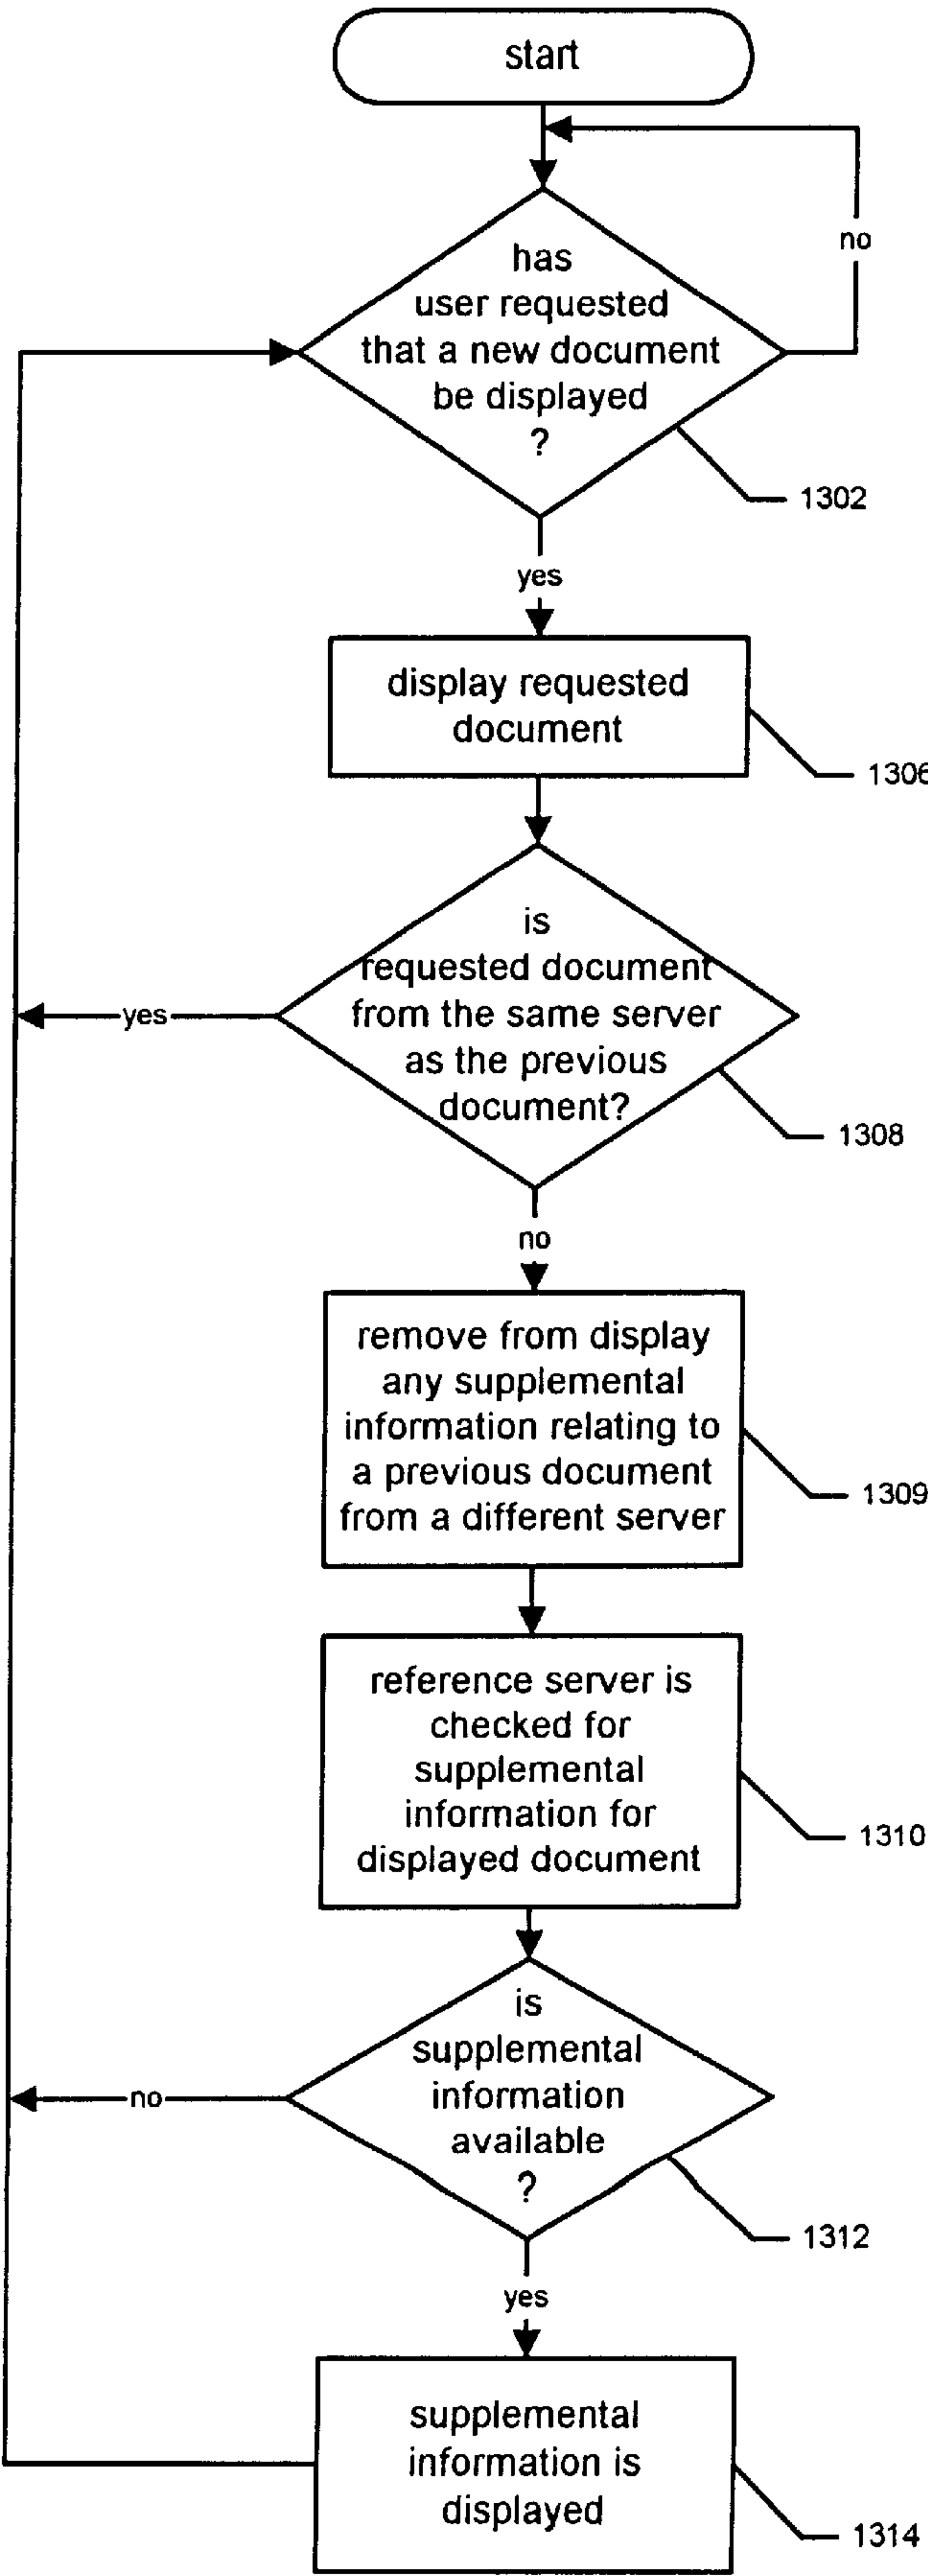 start
no
has
user requested
that a new document
be displayed
?
1302
yes
display requested
document
1306
is
requested document
from the same server
as the previous
document?
yes
1308
no
remove from display
any supplemental
information relating to
a previous document
from a different server
1309
reference server is
checked for
supplemental
information for
displayed document
1310
is
supplemental
information
available
?
no
1312
yes
supplemental
information is
displayed
1314